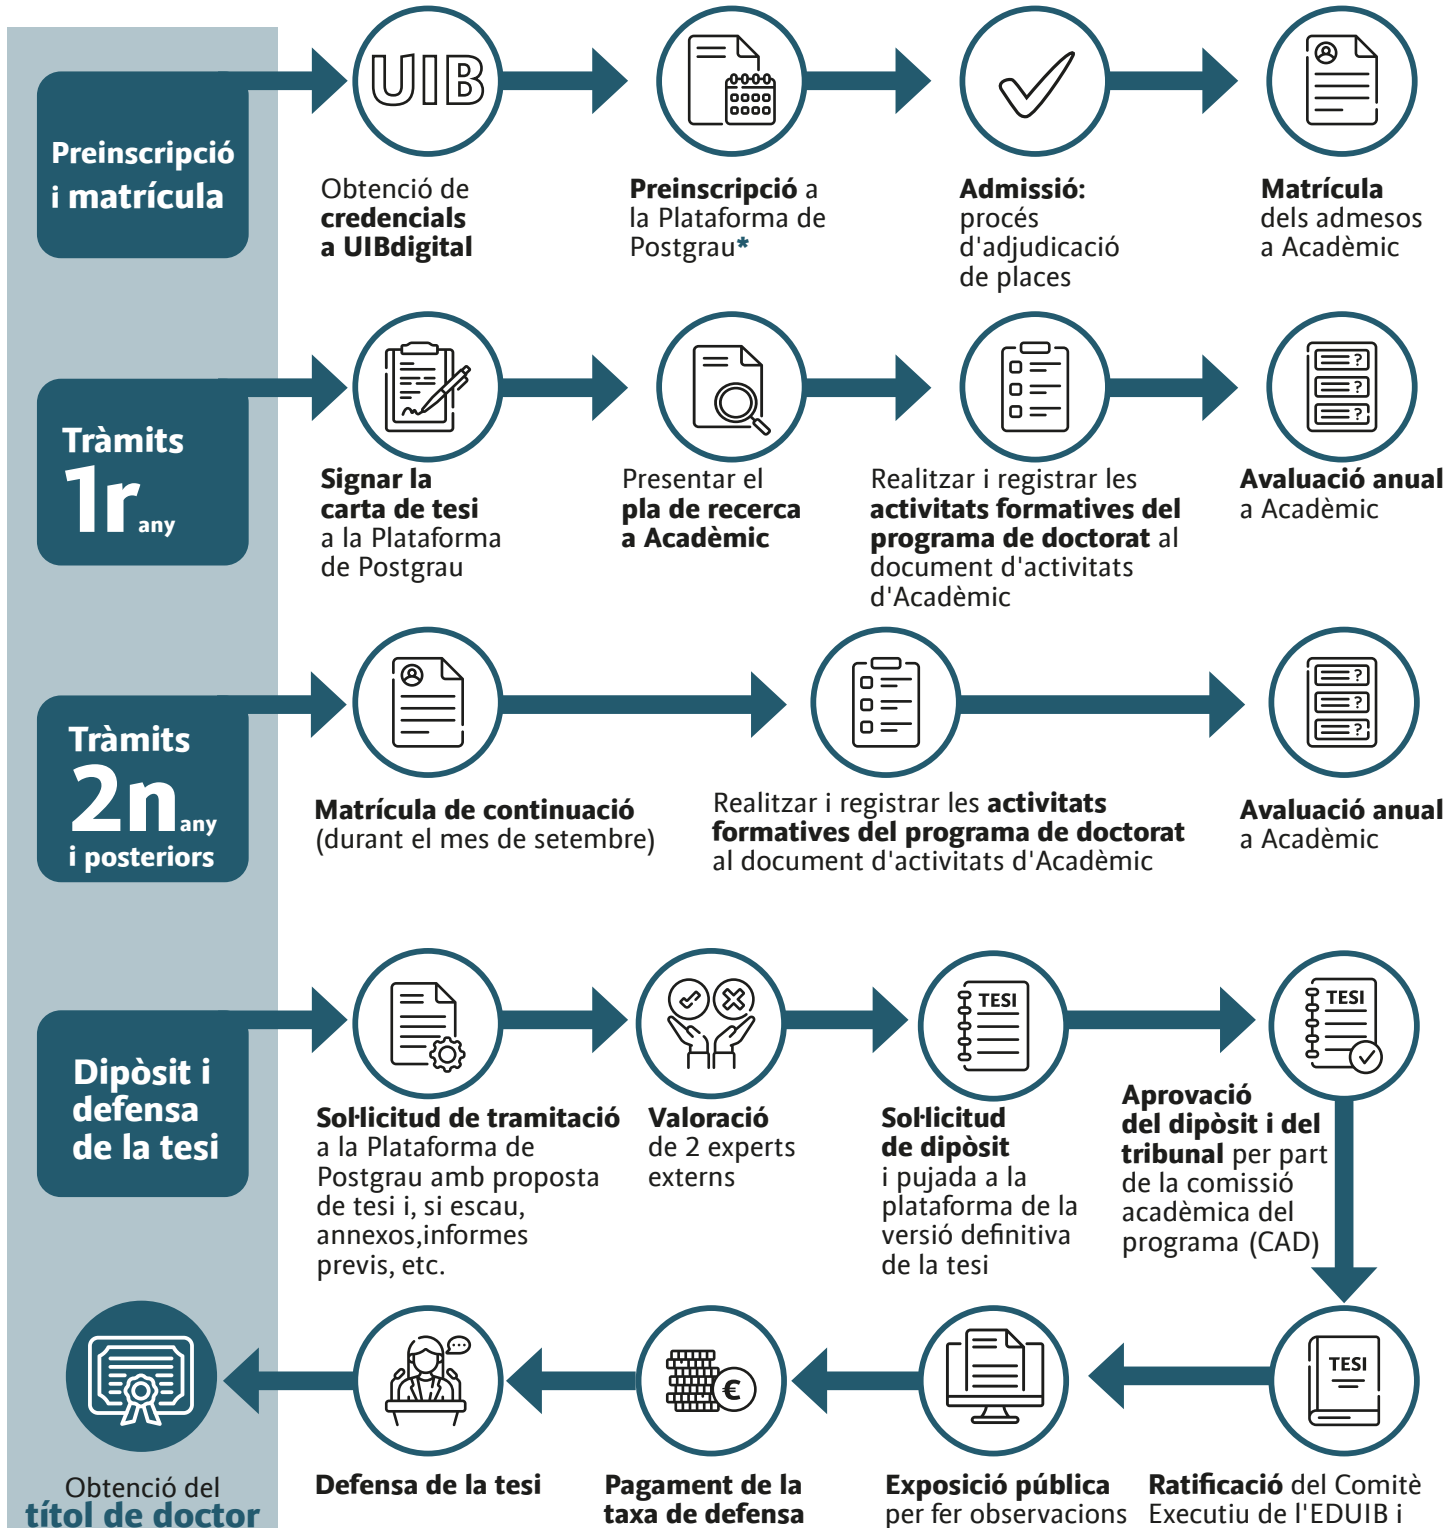 Preinscripció
i matrícula
UIB
Obtenció de
credencials
a UIBdigital
Preinscripció a
la Plataforma de
Postgrau*
Admissió:
procés
d'adjudicació
de places
Matrícula
dels admesos
a Acadèmic
Tràmits
1r any
Signar la
carta de tesi
a la Plataforma
de Postgrau
Presentar el
pla de recerca
a Acadèmic
Realitzar i registrar les
activitats formatives del
programa de doctorat al
document d'activitats
d'Acadèmic
?
?
?
Avaluació anual
a Acadèmic
Tràmits
2n any
i posteriors
Matrícula de continuació
(durant el mes de setembre)
Realitzar i registrar les activitats
formatives del programa de doctorat
al document d'activitats d'Acadèmic
?
?
?
Avaluació anual
a Acadèmic
Dipòsit i
defensa
de la tesi
Sol·licitud de tramitació
a la Plataforma de
Postgrau amb proposta
de tesi i, si escau,
annexos,informes
previs, etc.
Valoració
de 2 experts
externs
TESI
Sol·licitud
de dipòsit
i pujada a la
plataforma de la
versió definitiva
de la tesi
TESI
Aprovació
del dipòsit i del
tribunal per part
de la comissió
acadèmica del
programa (CAD)
TESI
Ratificació del Comitè
Executiu de l'EDUIB i
Exposició pública
per fer observacions
€
Pagament de la
taxa de defensa
Defensa de la tesi
Obtenció del
títol de doctor